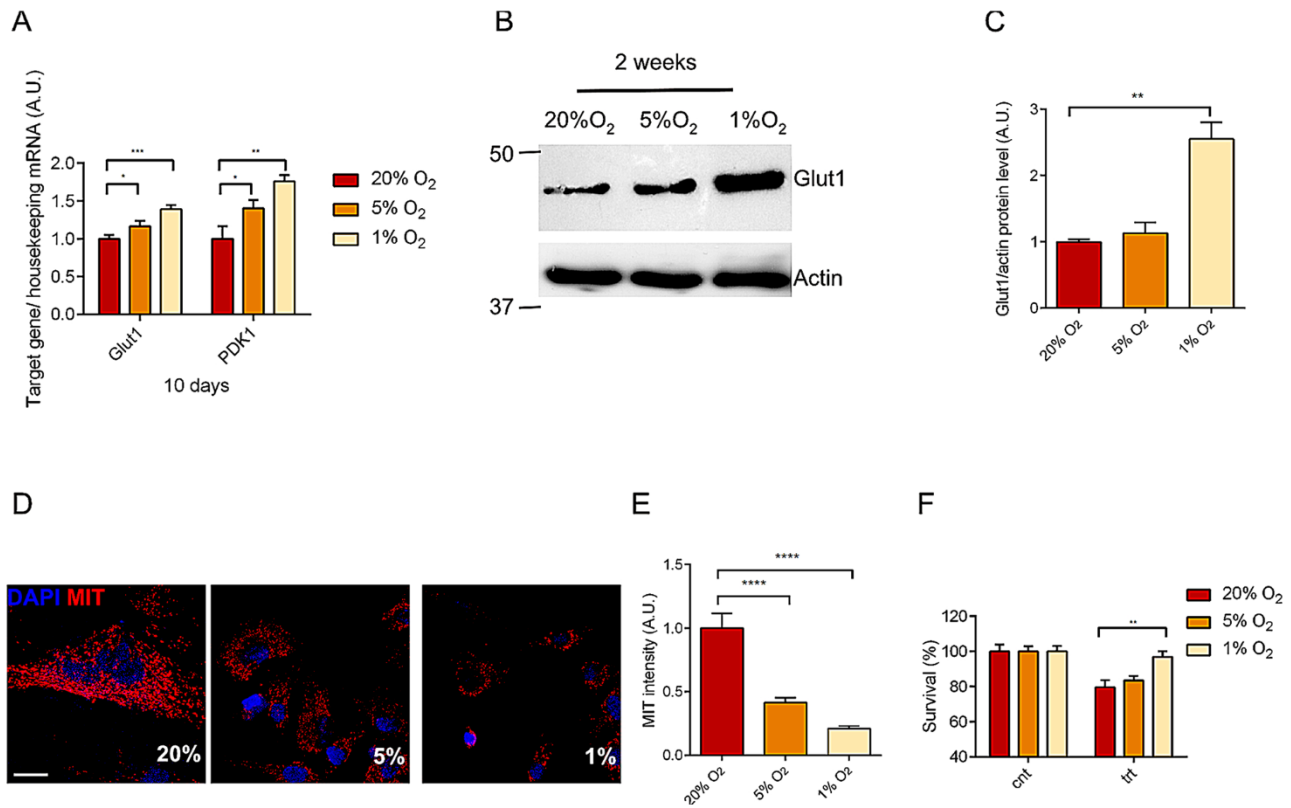 A
Target gene/ housekeeping mRNA (A.U.)
2.0
1.5
1.0
0.5
0.0
***
*
**
*
Glut1
PDK1
10 days
20% O₂
5% O₂
1% O₂
B
2 weeks
20%O₂ 5%O₂ 1%O₂
50
37
Glut1
Actin
C
Glut1/actin protein level (A.U.)
3
2
1
0
**
20% O₂
5% O₂
1% O₂
D
DAPI MIT
20%
5%
1%
E
MIT intensity (A.U.)
1.5
1.0
0.5
0.0
****
****
20% O₂
5% O₂
1% O₂
F
Survival (%)
120
100
80
60
40
**
cnt
trt
20% O₂
5% O₂
1% O₂